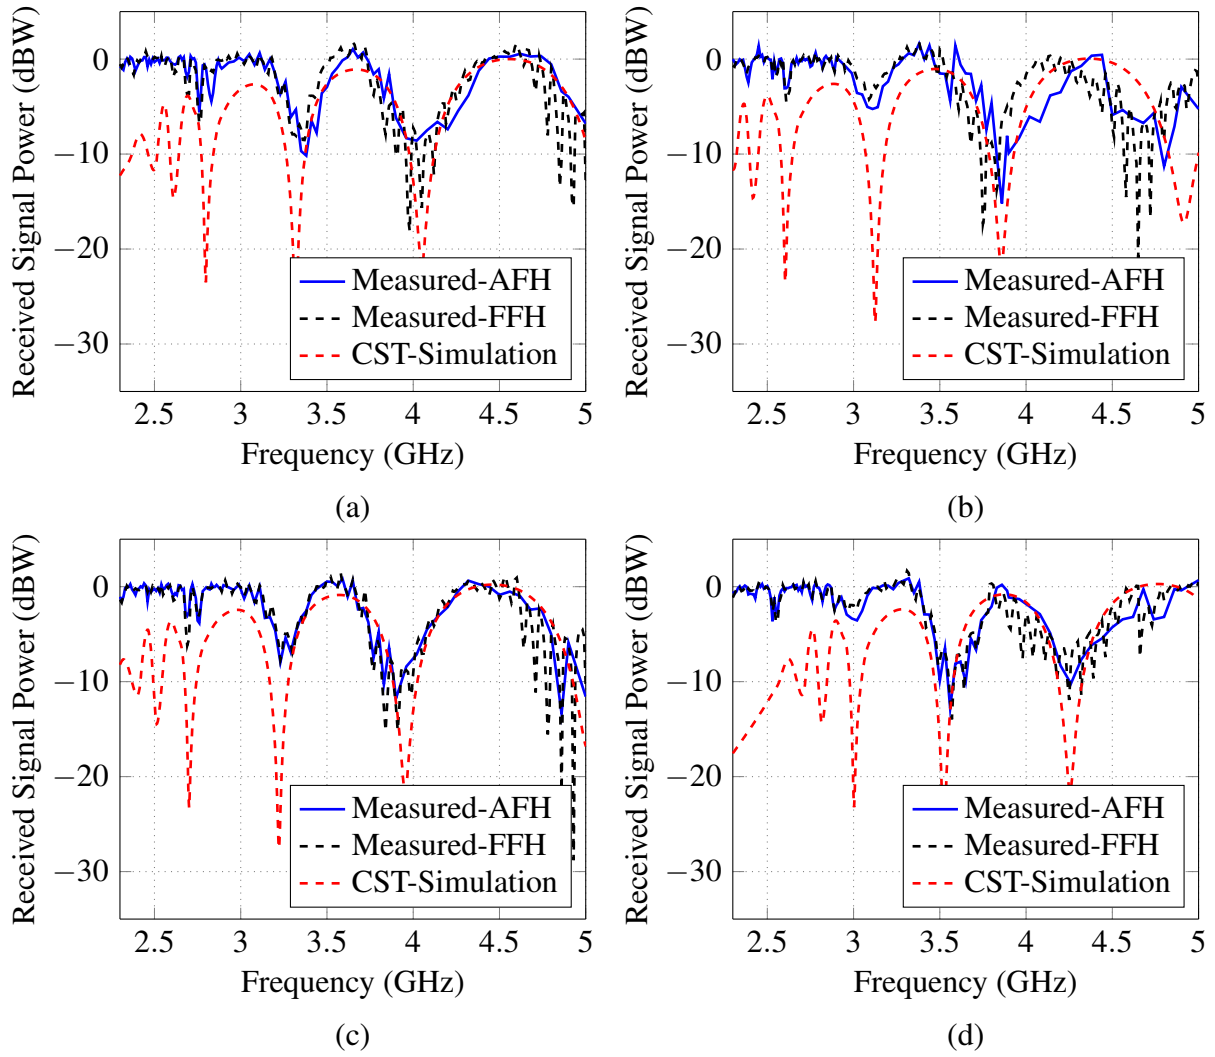 Received Signal Power (dBW)
0
−10
−20
−30
2.5 3 3.5 4 4.5 5
Frequency (GHz)
Measured-AFH
Measured-FFH
CST-Simulation
(a)
Received Signal Power (dBW)
0
−10
−20
−30
2.5 3 3.5 4 4.5 5
Frequency (GHz)
Measured-AFH
Measured-FFH
CST-Simulation
(b)
Received Signal Power (dBW)
0
−10
−20
−30
2.5 3 3.5 4 4.5 5
Frequency (GHz)
Measured-AFH
Measured-FFH
CST-Simulation
(c)
Received Signal Power (dBW)
0
−10
−20
−30
2.5 3 3.5 4 4.5 5
Frequency (GHz)
Measured-AFH
Measured-FFH
CST-Simulation
(d)